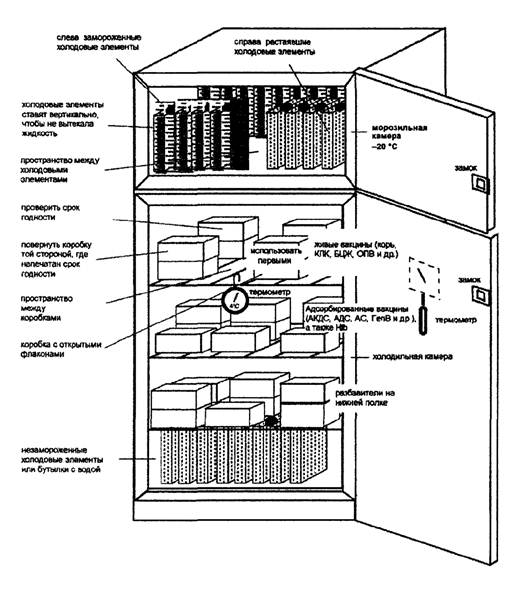 слева замороженные
холодовые элементы
справа растаявшие
холодовые элементы
холодовые элементы
ставят вертикально,
чтобы не вытекала
жидкость
пространство между
холодовыми
элементами
морозильная
камера
–20 °C
замок
проверить срок
годности
повернуть коробку
той стороной, где
напечатан срок
годности
пространство
между
коробками
коробка с открытыми
флаконами
использовать
первыми
живые вакцины (корь,
КПК, БЦЖ, ОПВ и др.)
термометр
4°C
Адсорбированные вакцины
(АКДС, АДС, АС, ГепВ и др.),
а также Hib
замок
термометр
холодильная камера
разбавители на
нижней полке
незамороженные
холодовые элементы
или бутылки с водой